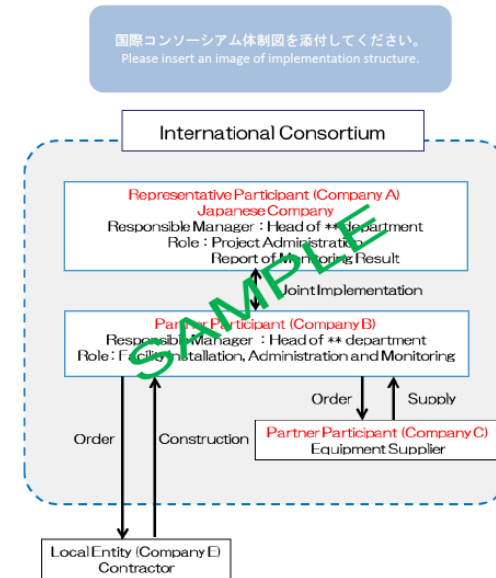 国際コンソーシアム体制図を添付してください。
Please insert an image of implementation structure.
International Consortium
Representative Participant (Company A)
Japanese Company
Responsible Manager：Head of ** department
Role：Project Administration
Report of Monitoring Result
Joint Implementation
SAMPLE
Partner Participant (Company B)
Responsible Manager：Head of ** department
Role：Facility Installation, Administration and Monitoring
Order
Supply
Order
Construction
Partner Participant (Company C)
Equipment Supplier
Local Entity (Company E)
Contractor